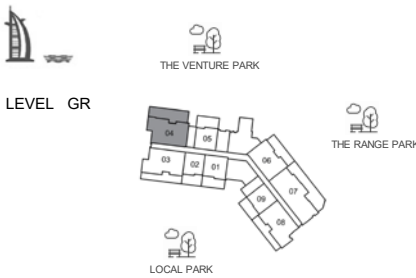 THE VENTURE PARK
LEVEL GR
04
05
THE RANGE PARK
03
02
01
06
07
09
08
LOCAL PARK